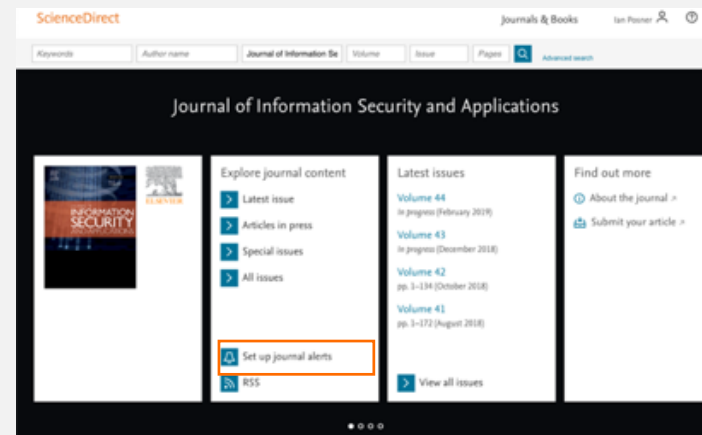 ScienceDirect
Journals & Books
Ian Posner
Keywords
Author name
Journal of Information Se
Volume
Issue
Pages
Advanced search
Journal of Information Security and Applications
INFORMATION
SECURITY
AND APPLICATIONS
ELSEVIER
Explore journal content
Latest issue
Articles in press
Special issues
All issues
Set up journal alerts
RSS
Latest issues
Volume 44
In progress (February 2019)
Volume 43
In progress (December 2018)
Volume 42
pp. 1–134 (October 2018)
Volume 41
pp. 1–172 (August 2018)
View all issues
Find out more
About the journal
Submit your article